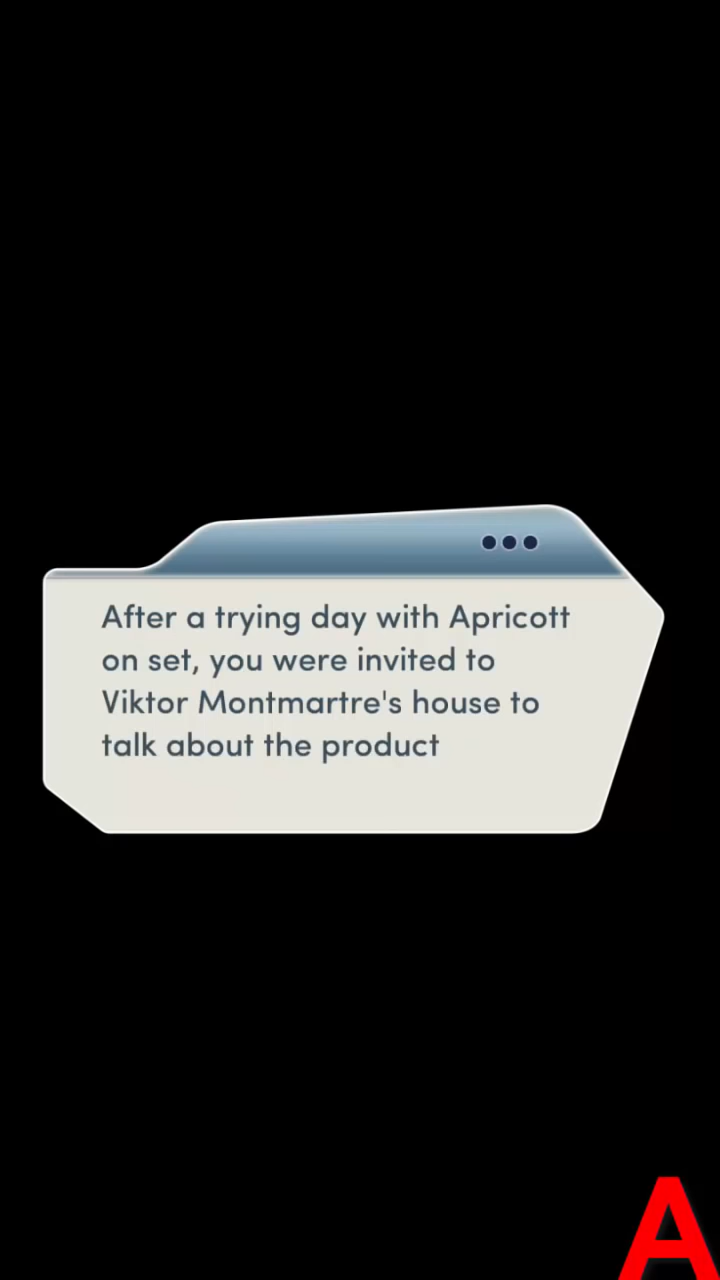 After a trying day with Apricott
on set, you were invited to
Viktor Montmartre's house to
talk about the product
A